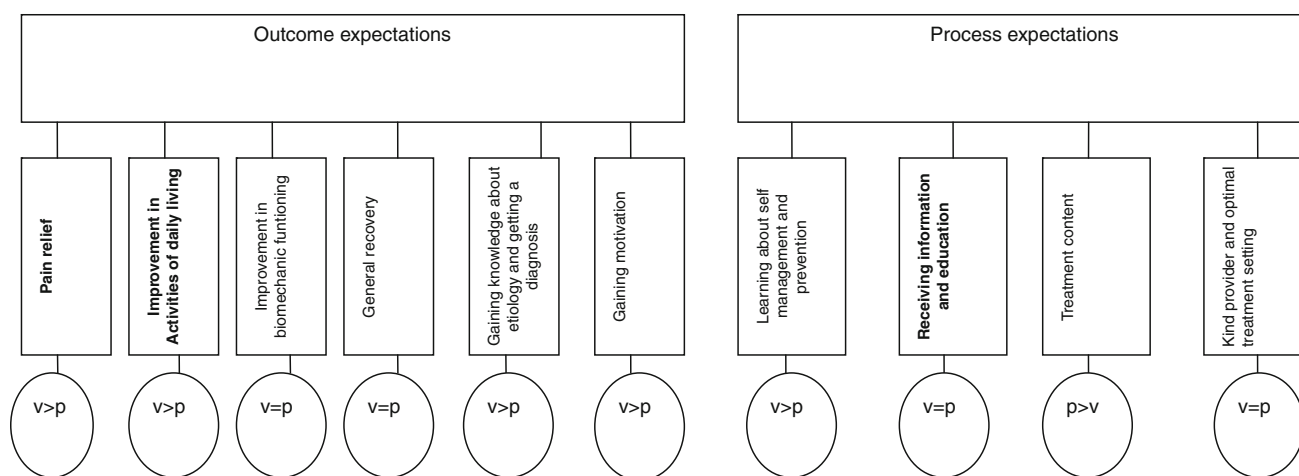 Outcome expectations
Process expectations
Pain relief
Improvement in
Activities of daily living
Improvement in
biomechanic funtioning
General recovery
Gaining knowledge about
etiology and getting a
diagnosis
Gaining motivation
Learning about self
management and
prevention
Receiving information
and education
Treatment content
Kind provider and optimal
treatment setting
v>p
v>p
v=p
v=p
v>p
v>p
v>p
v=p
p>v
v=p